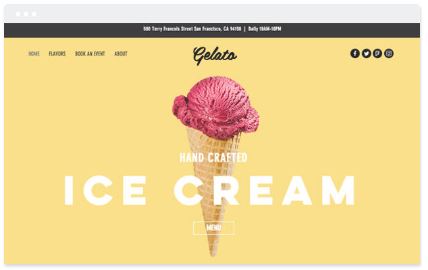 500 Terry Francois Street San Francisco, CA 94158 | Daily 10AM-10PM
HOME FLAVORS BOOK AN EVENT ABOUT
Gelato
HAND CRAFTED
ICE CREAM
MENU